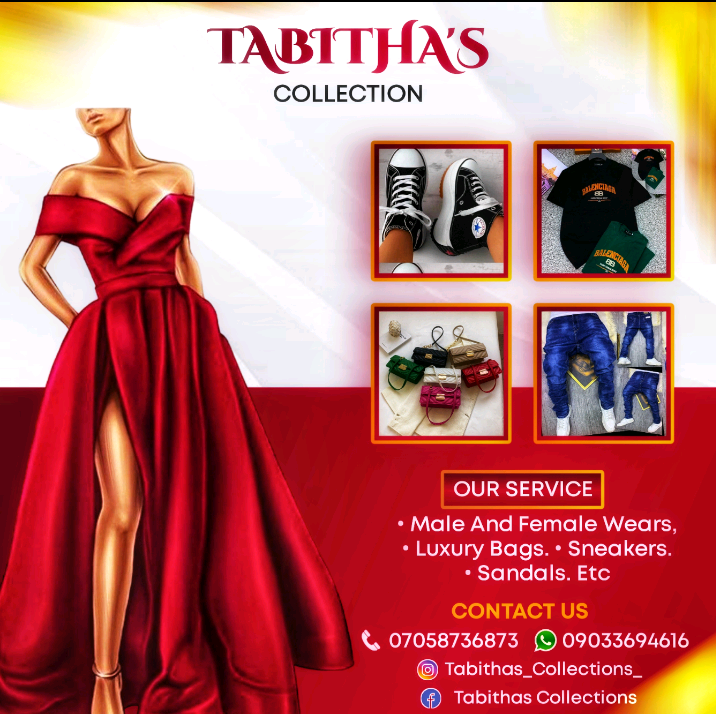 TABITHA'S
COLLECTION
BALENCIAGA
BALENCIAGA
OUR SERVICE
• Male And Female Wears,
• Luxury Bags. • Sneakers.
• Sandals. Etc
CONTACT US
07058736873 09033694616
Tabithas_Collections_
Tabithas Collections